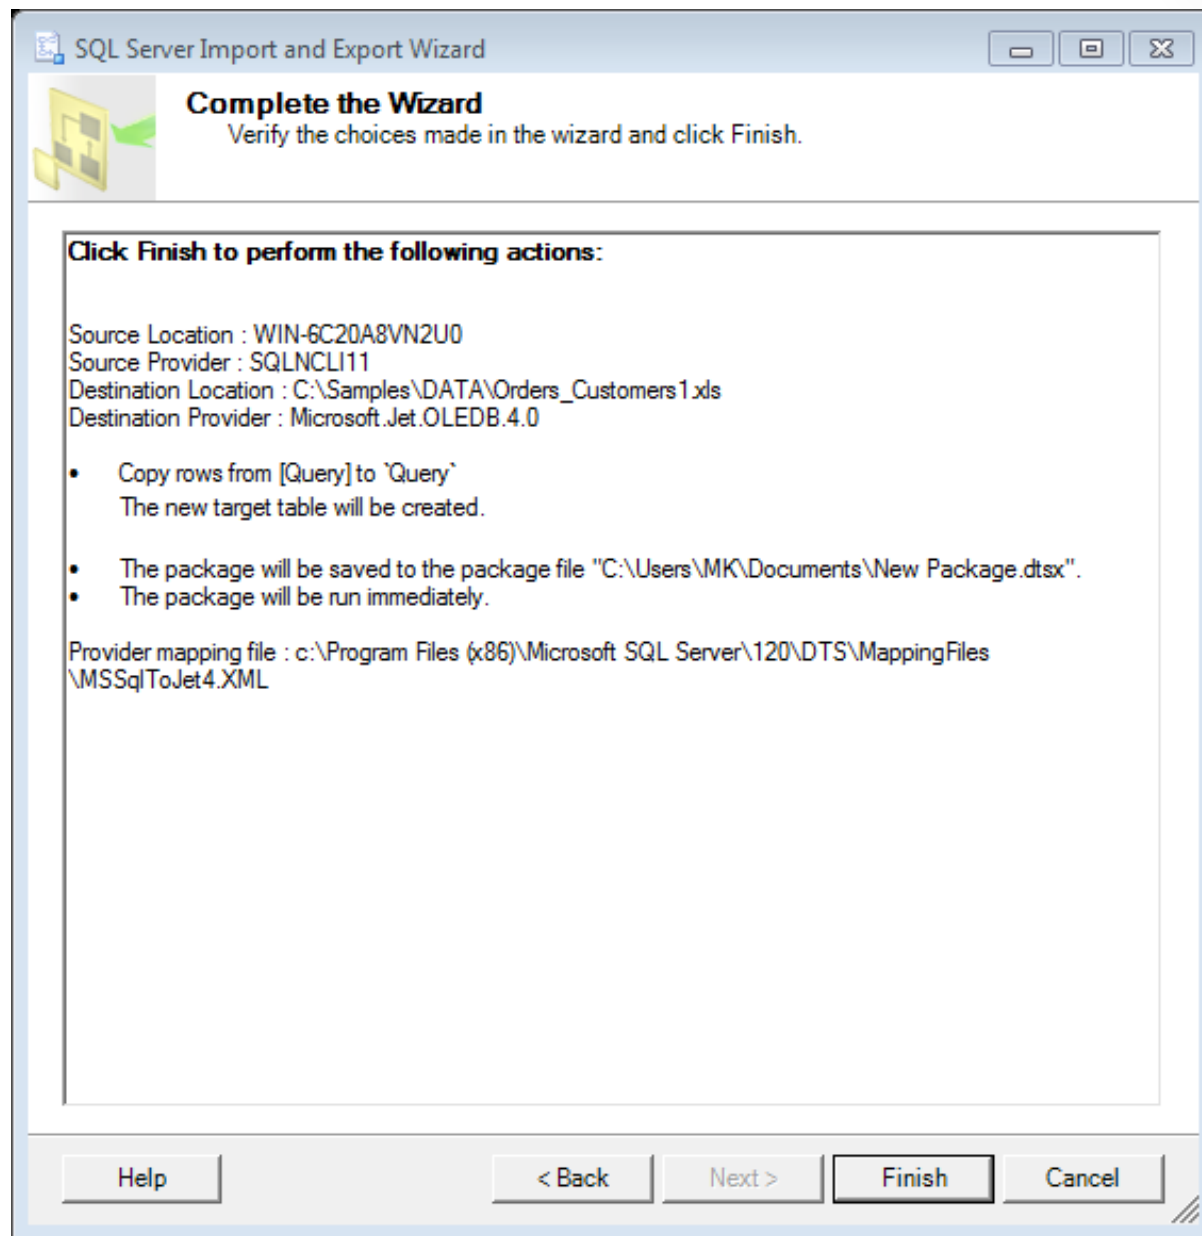 SQL Server Import and Export Wizard
Complete the Wizard
Verify the choices made in the wizard and click Finish.
Click Finish to perform the following actions:
Source Location : WIN-6C20A8VN2U0
Source Provider : SQLNCLI11
Destination Location : C:\Samples\DATA\Orders_Customers1.xls
Destination Provider : Microsoft.Jet.OLEDB.4.0
• Copy rows from [Query] to `Query`
The new target table will be created.
• The package will be saved to the package file "C:\Users\MK\Documents\New Package.dtsx".
• The package will be run immediately.
Provider mapping file : c:\Program Files (x86)\Microsoft SQL Server\120\DTS\MappingFiles
\MSSqlToJet4.XML
Help
< Back
Next >
Finish
Cancel